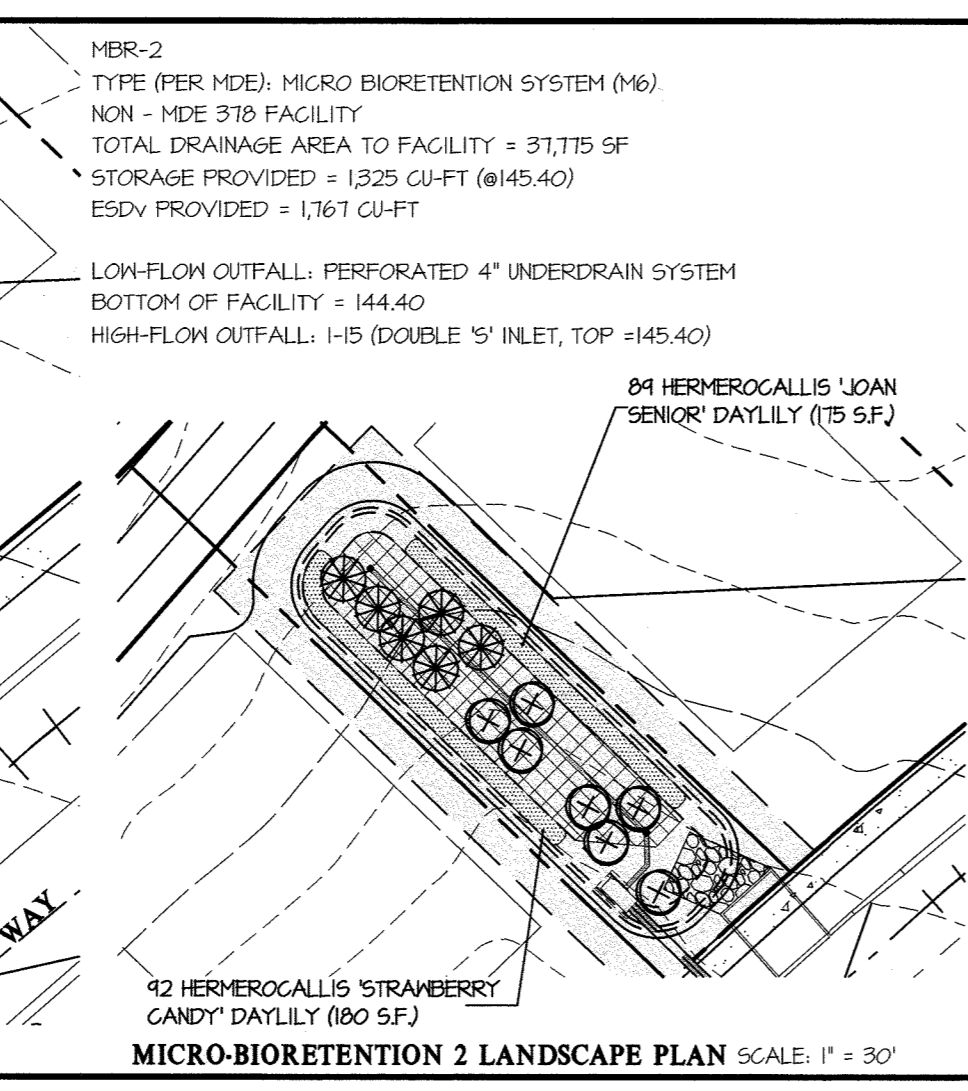 MBR-2
TYPE (PER MDE): MICRO BIORETENTION SYSTEM (M6)
NON - MDE 378 FACILITY
TOTAL DRAINAGE AREA TO FACILITY = 37,775 SF
STORAGE PROVIDED = 1,325 CU-FT (@145.40)
ESDv PROVIDED = 1,767 CU-FT
LOW-FLOW OUTFALL: PERFORATED 4" UNDERDRAIN SYSTEM
BOTTOM OF FACILITY = 144.40
HIGH-FLOW OUTFALL: I-15 (DOUBLE 'S' INLET, TOP =145.40)
89 HERMEROCALLIS 'JOAN
SENIOR' DAYLILY (175 S.F.)
WAY
92 HERMEROCALLIS 'STRAWBERRY
CANDY' DAYLILY (180 S.F.)
MICRO-BIORETENTION 2 LANDSCAPE PLAN SCALE: 1" = 30'